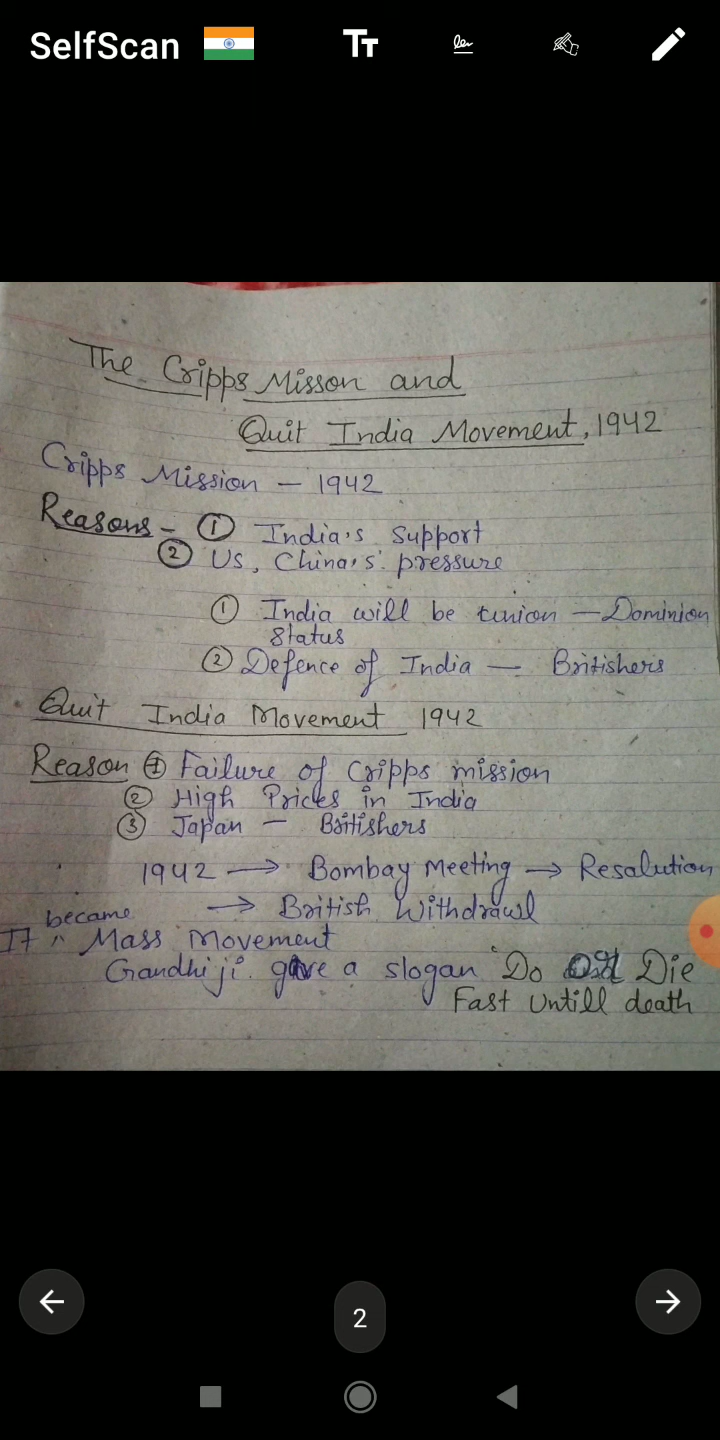 SelfScan
The Cripps Misson and
Quit India Movement, 1942
Cripps Mission - 1942
Reasons - ① India's Support
② US, China's pressure
① India will be union - Dominion
Status
② Defence of India - Britishers
Quit India Movement 1942
Reason ① Failure of Cripps mission
② High Prices in India
③ Japan - Britishers
1942 → Bombay Meeting → Resalution
→ British Withdrawl
became
It ^ Mass Movement
Gandhiji gave a slogan 'Do Or Die
Fast Untill death
2